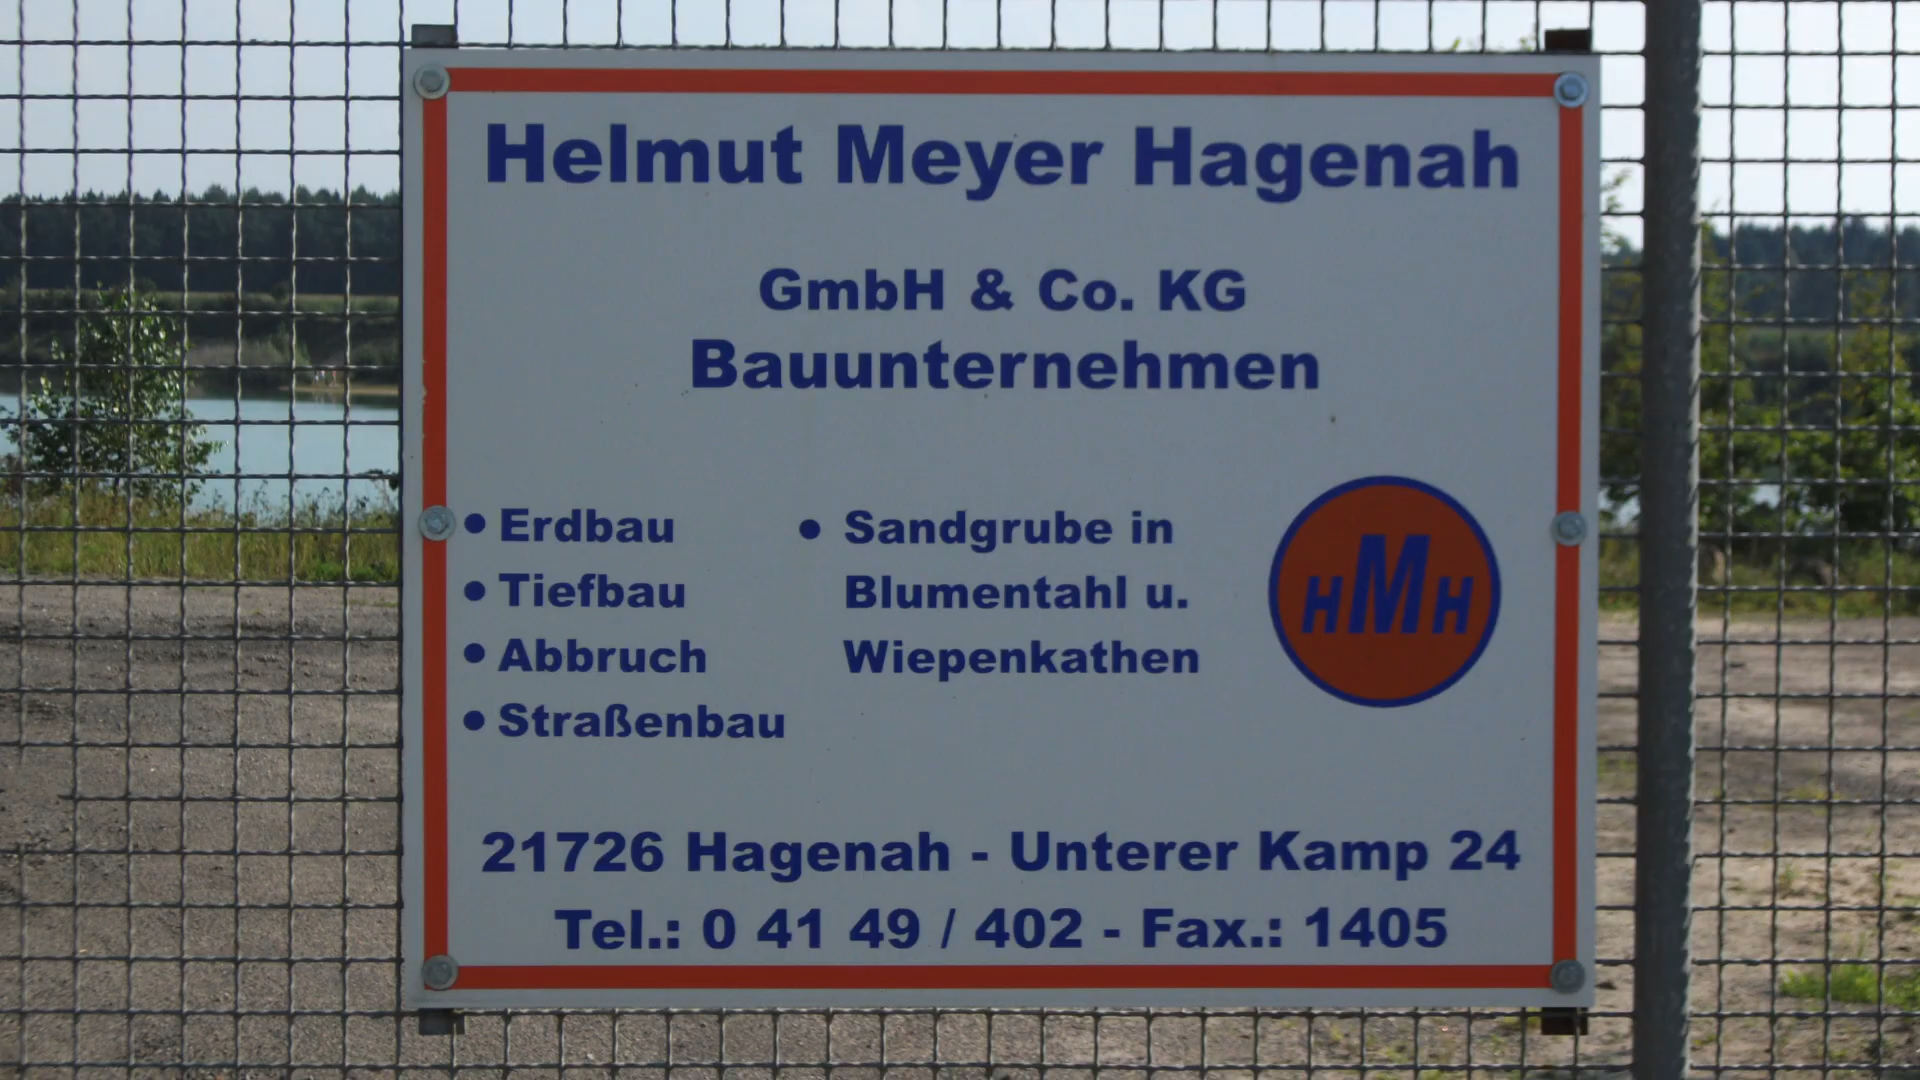 Helmut Meyer Hagenah
GmbH & Co. KG
Bauunternehmen
• Erdbau
• Tiefbau
• Abbruch
• Straßenbau
• Sandgrube in
Blumentahl u.
Wiepenkathen
HMH
21726 Hagenah - Unterer Kamp 24
Tel.: 0 41 49 / 402 - Fax.: 1405